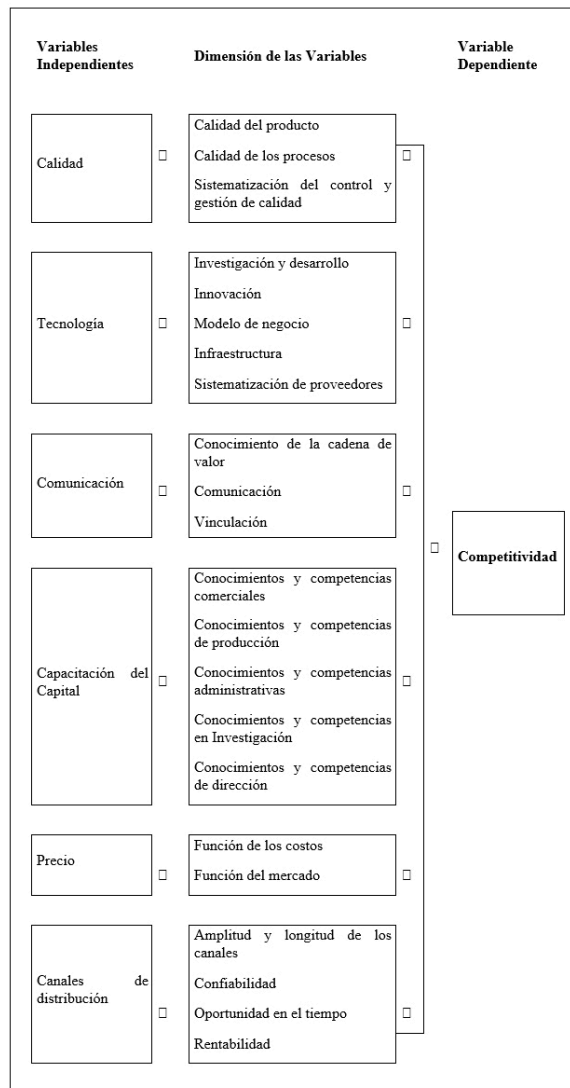 Variables
Independientes
Dimensión de las Variables
Variable
Dependiente
Calidad
Calidad del producto
Calidad de los procesos
Sistematización del control y
gestión de calidad
Tecnología
Investigación y desarrollo
Innovación
Modelo de negocio
Infraestructura
Sistematización de proveedores
Comunicación
Conocimiento de la cadena de
valor
Comunicación
Vinculación
Competitividad
Capacitación del
Capital
Conocimientos y competencias
comerciales
Conocimientos y competencias
de producción
Conocimientos y competencias
administrativas
Conocimientos y competencias
en Investigación
Conocimientos y competencias
de dirección
Precio
Función de los costos
Función del mercado
Canales de
distribución
Amplitud y longitud de los
canales
Confiabilidad
Oportunidad en el tiempo
Rentabilidad